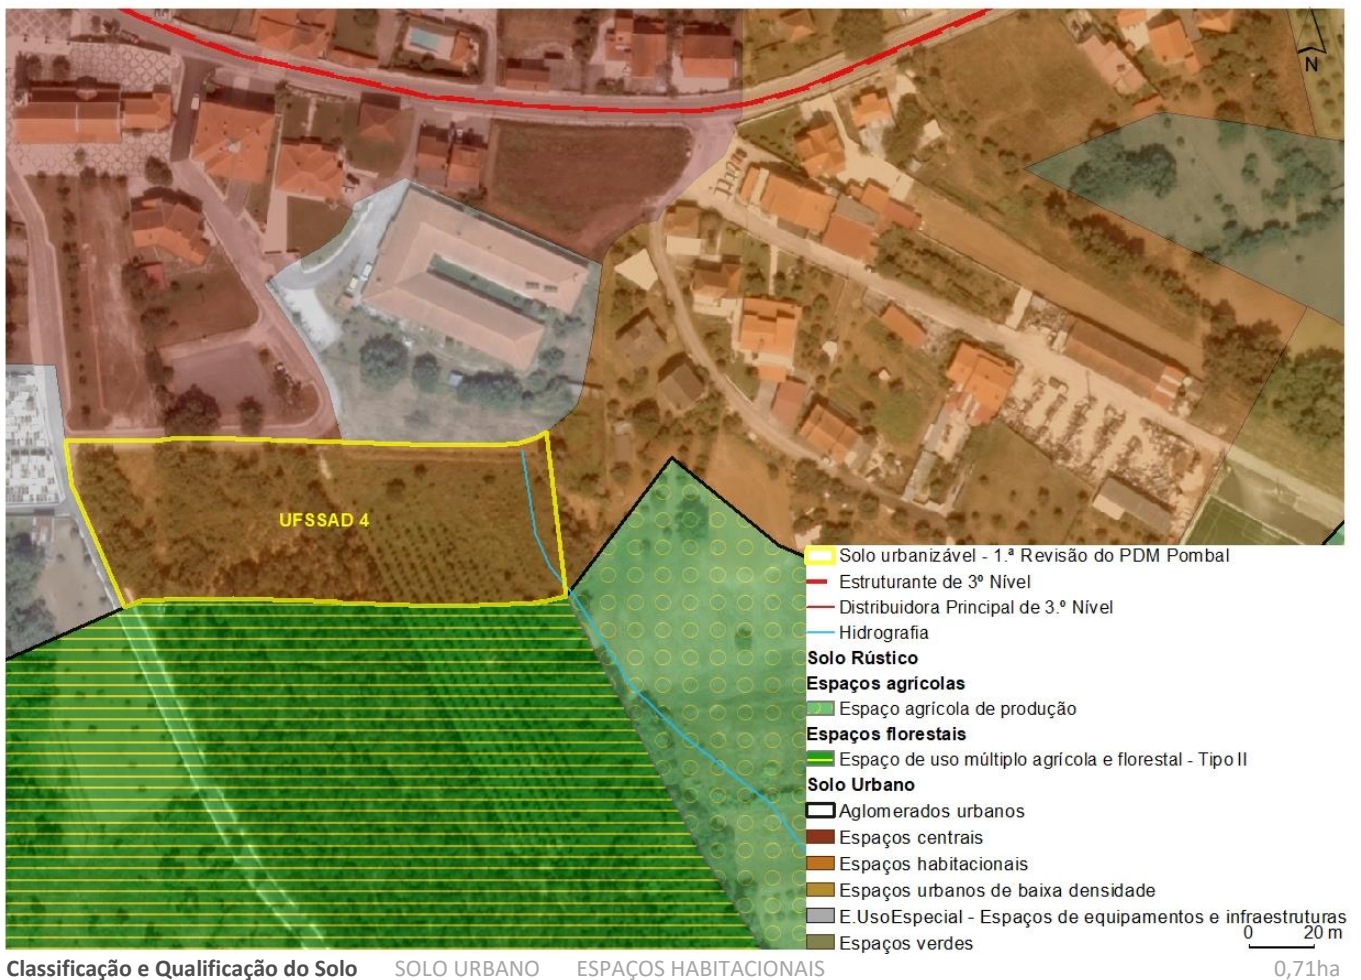 N
UFSSAD 4
Solo urbanizável - 1.ª Revisão do PDM Pombal
Estruturante de 3º Nível
Distribuidora Principal de 3.º Nível
Hidrografia
Solo Rústico
Espaços agrícolas
Espaço agrícola de produção
Espaços florestais
Espaço de uso múltiplo agrícola e florestal - Tipo II
Solo Urbano
Aglomerados urbanos
Espaços centrais
Espaços habitacionais
Espaços urbanos de baixa densidade
E.UsoEspecial - Espaços de equipamentos e infraestruturas
Espaços verdes
0 20 m
Classificação e Qualificação do Solo SOLO URBANO ESPAÇOS HABITACIONAIS 0,71ha